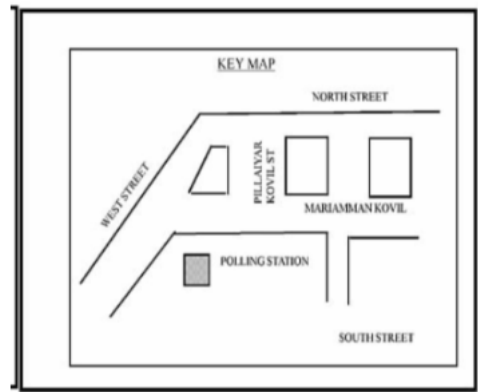 KEY MAP
NORTH STREET
WEST STREET
PILLAIYAR
KOVIL ST
MARIAMMAN KOVIL
POLLING STATION
SOUTH STREET